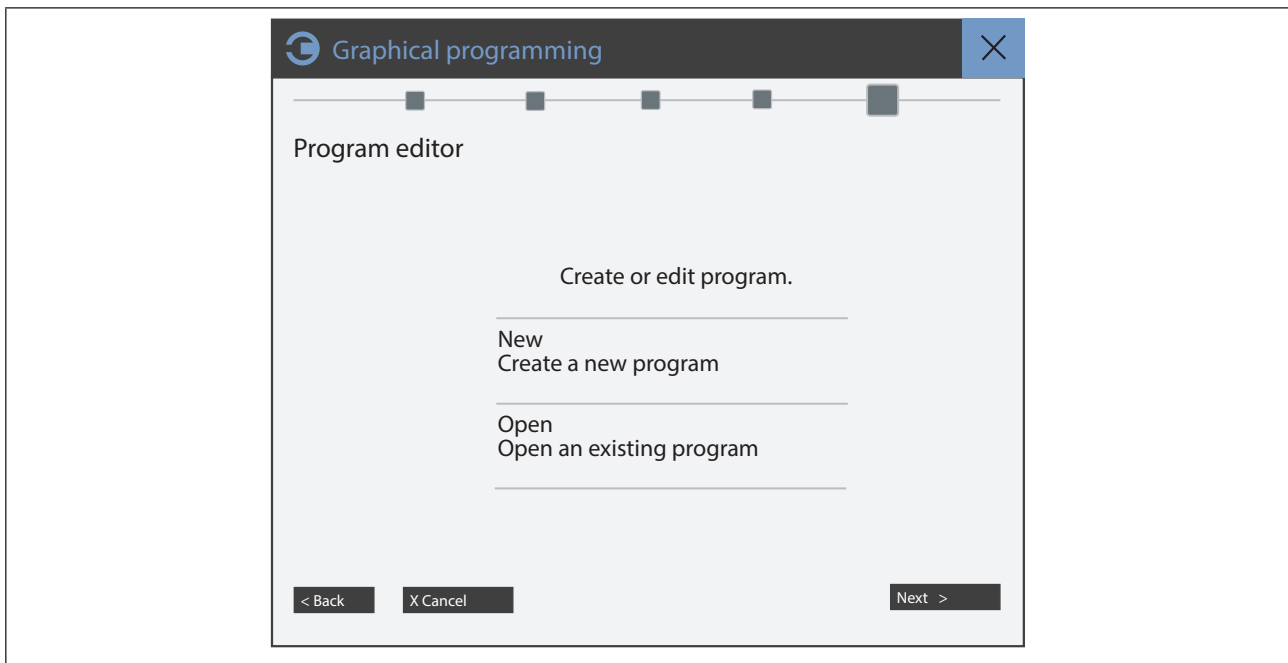 Graphical programming
Program editor
Create or edit program.
New
Create a new program
Open
Open an existing program
< Back
X Cancel
Next >